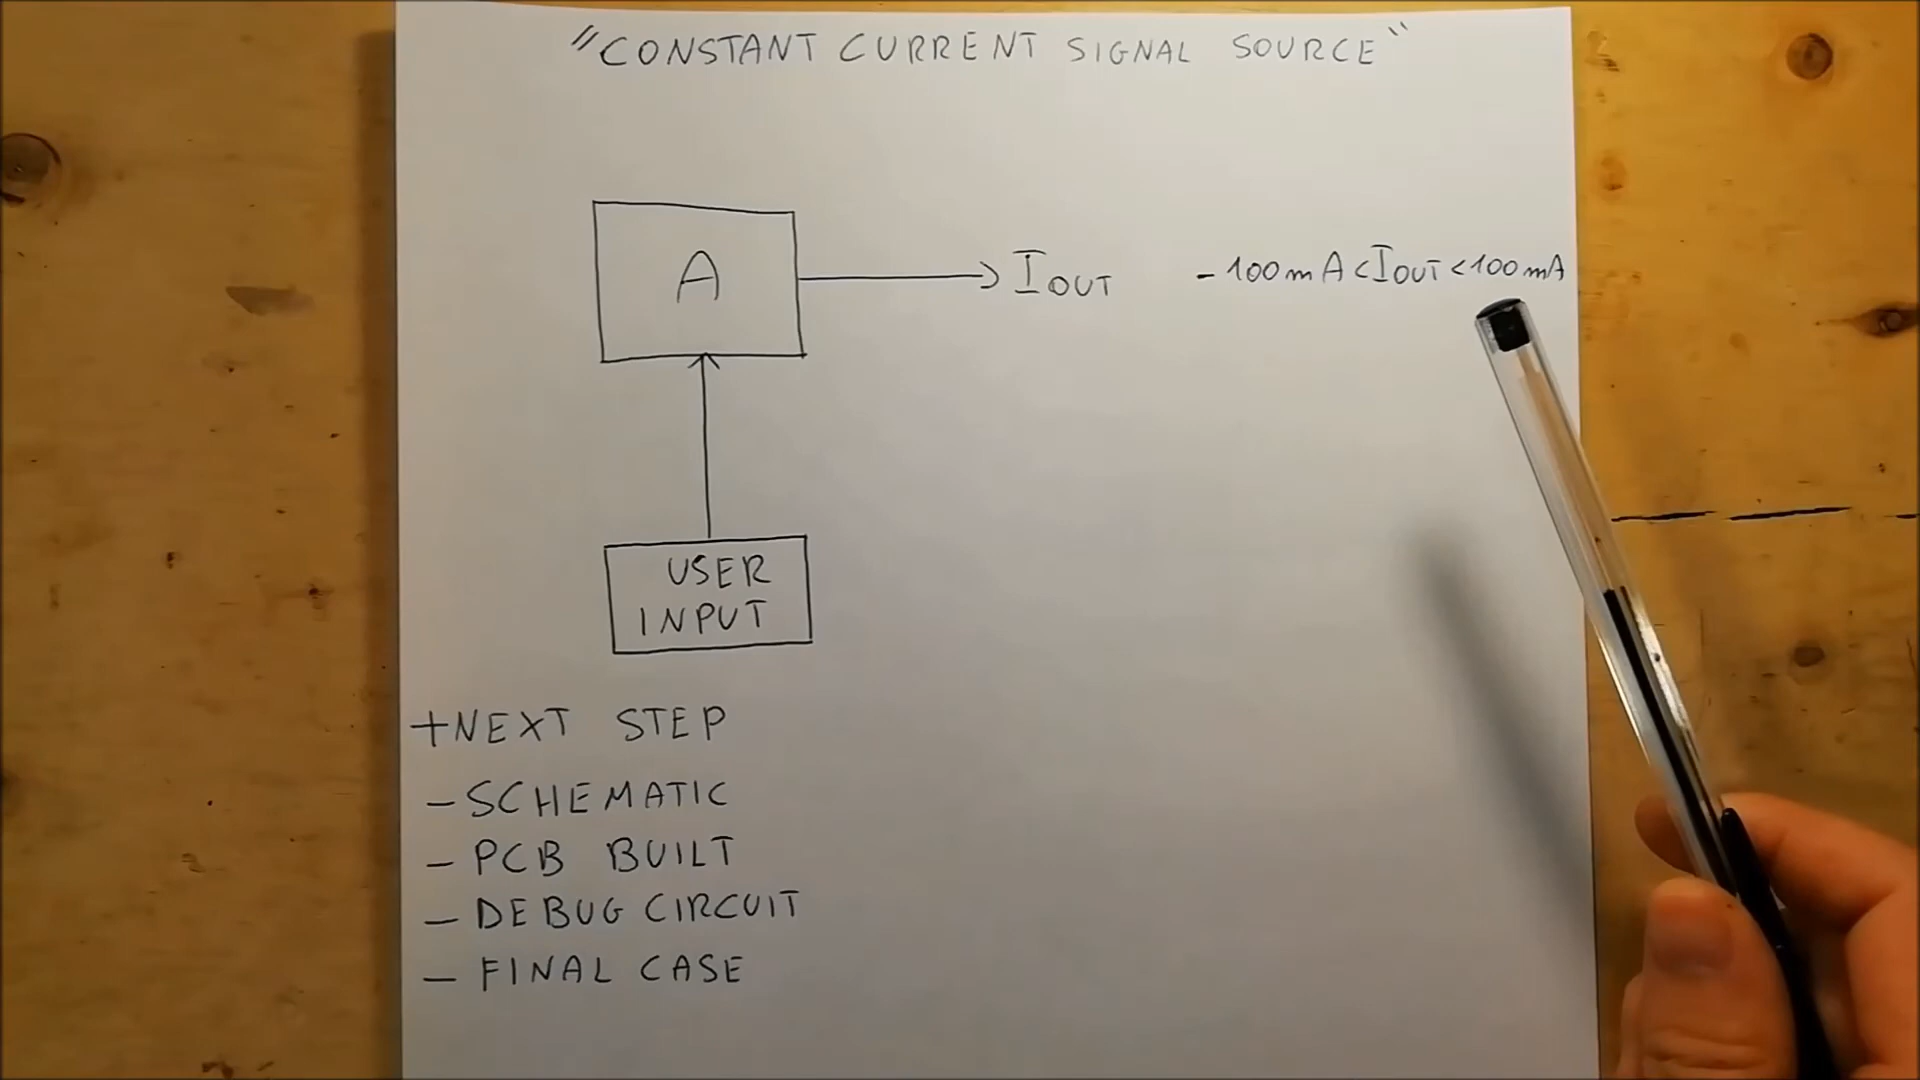 "CONSTANT CURRENT SIGNAL SOURCE"
A
IOUT
-100mA<IOUT<100mA
USER
INPUT
+NEXT STEP
- SCHEMATIC
- PCB BUILT
- DEBUG CIRCUIT
- FINAL CASE